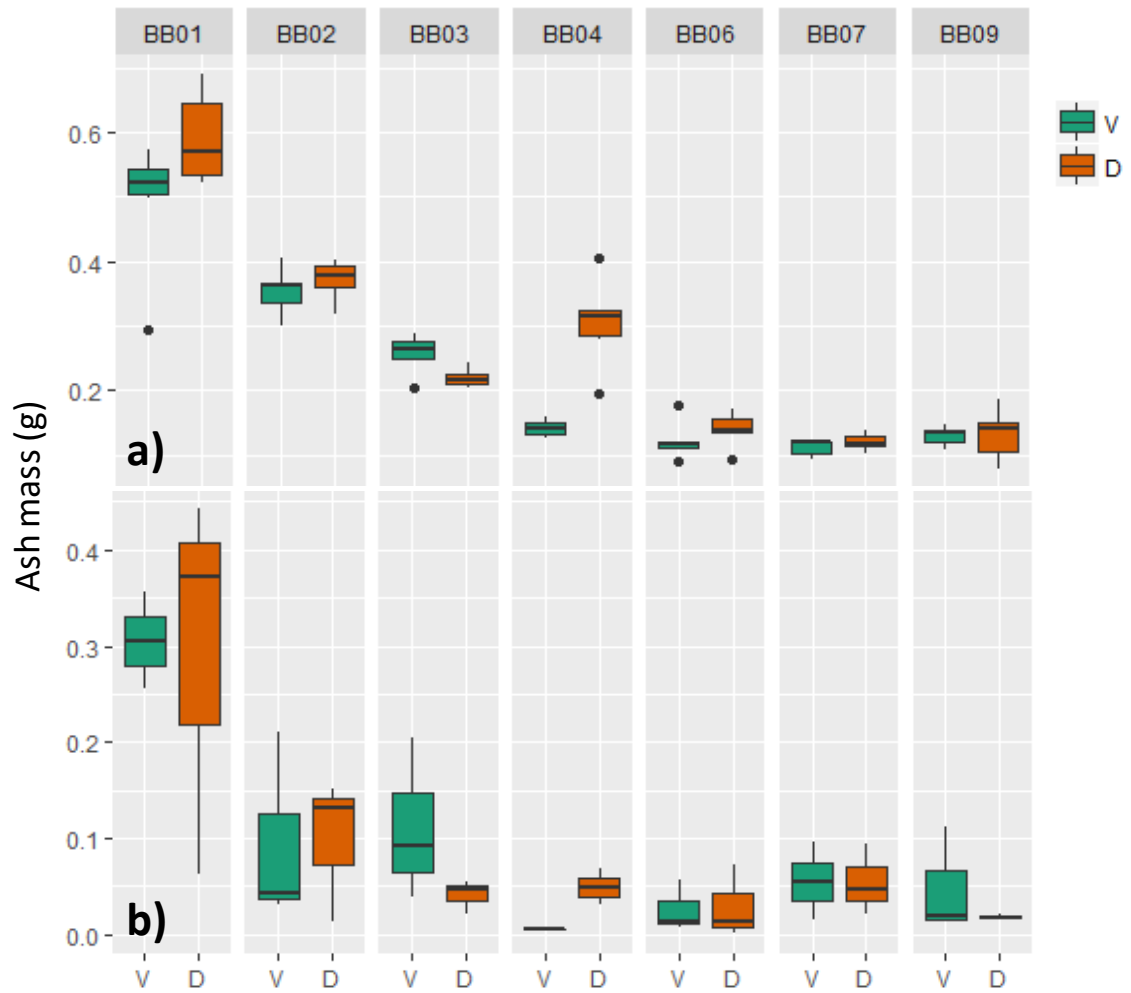 BB01 BB02 BB03 BB04 BB06 BB07 BB09
V
D
0.6
0.4
0.2
a)
Ash mass (g)
0.4
0.3
0.2
0.1
0.0
b)
V D V D V D V D V D V D V D